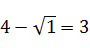 4 − √1 = 3